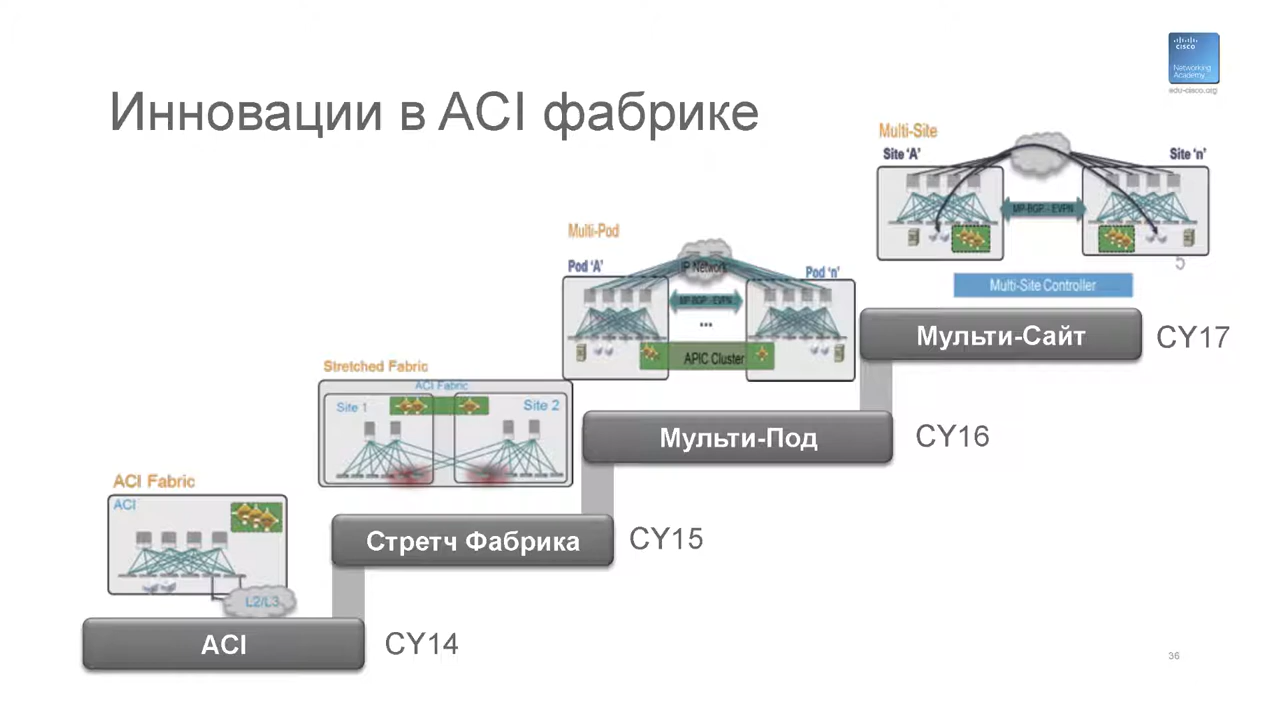 cisco
Networking
Academy
edu-cisco.org
Инновации в ACI фабрике
Multi-Site
Site 'A'
Site 'n'
MP-BGP - EVPN
Multi-Site Controller
Мульти-Сайт
CY17
Multi-Pod
Pod 'A'
IP Network
Pod 'n'
MP-BGP - EVPN
...
APIC Cluster
Мульти-Под
CY16
Stretched Fabric
ACI Fabric
Site 1
Site 2
Стретч Фабрика
CY15
ACI Fabric
ACI
L2/L3
ACI
CY14
36